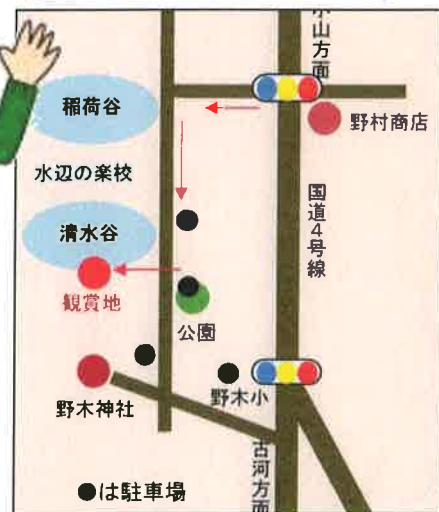 小山方面
稲荷谷
野村商店
水辺の楽校
国道4号線
清水谷
観賞地
公園
野木小
野木神社
古河方面
●は駐車場